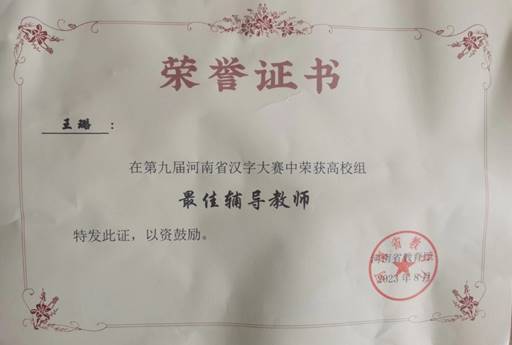 荣誉证书
王璐：
在第九届河南省汉字大赛中荣获高校组
最佳辅导教师
特发此证，以资鼓励。
河南省教育厅
2023年8月